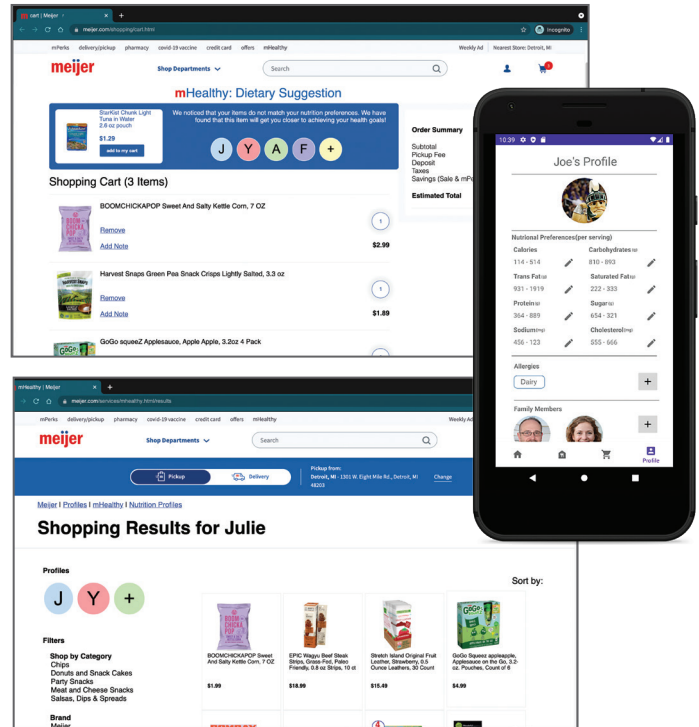 cart | Meijer
meijer.com/shopping/cart.html
Incognito
mPerks delivery/pickup pharmacy covid-19 vaccine credit card offers mHealthy Weekly Ad Nearest Store: Detroit, MI
meijer Shop Departments Search
mHealthy: Dietary Suggestion
StarKist Chunk Light
Tuna in Water
2.6 oz pouch
$1.29
add to my cart
We noticed that your items do not match your nutrition preferences. We have
found that this item will get you closer to achieving your health goals!
J Y A F +
Order Summary
Subtotal
Pickup Fee
Deposit
Taxes
Savings (Sale & mPe
Estimated Total
Shopping Cart (3 Items)
BOOMCHICKAPOP Sweet And Salty Kettle Corn, 7 OZ
1
Remove
Add Note
$2.99
Harvest Snaps Green Pea Snack Crisps Lightly Salted, 3.3 oz
1
Remove
Add Note
$1.89
GoGo squeeZ Applesauce, Apple Apple, 3.2oz 4 Pack
10:39
Joe's Profile
Nutrional Preferences(per serving)
Calories Carbohydrates(g)
114 - 514 810 - 893
Trans Fat(g) Saturated Fat(g)
931 - 1919 222 - 333
Protein(g) Sugar(g)
364 - 889 654 - 321
Sodium(mg) Cholesterol(mg)
456 - 123 555 - 666
Allergies
Dairy +
Family Members
+
Profile
mHealthy | Meijer
meijer.com/services/mhealthy.html/results
mPerks delivery/pickup pharmacy covid-19 vaccine credit card offers mHealthy Weekly Ad
meijer Shop Departments Search
Pickup Delivery
Pickup from:
Detroit, MI - 1301 W. Eight Mile Rd., Detroit, MI
48203
Change
Meijer | Profiles | mHealthy | Nutrition Profiles
Shopping Results for Julie
Profiles
J Y +
Sort by:
Filters
Shop by Category
Chips
Donuts and Snack Cakes
Party Snacks
Meat and Cheese Snacks
Salsas, Dips & Spreads
Brand
Meijer
BOOMCHICKAPOP Sweet
And Salty Kettle Corn, 7 OZ
$1.99
EPIC Wagyu Beef Steak
Strips, Grass-Fed, Paleo
Friendly, 0.8 oz Strips, 10 ct
$18.99
Stretch Island Original Fruit
Leather, Strawberry, 0.5
Ounce Leathers, 30 Count
$15.49
GoGo Squeez appleapple,
Applesauce on the Go, 3.2-
oz. Pouches, Count of 6
$4.99